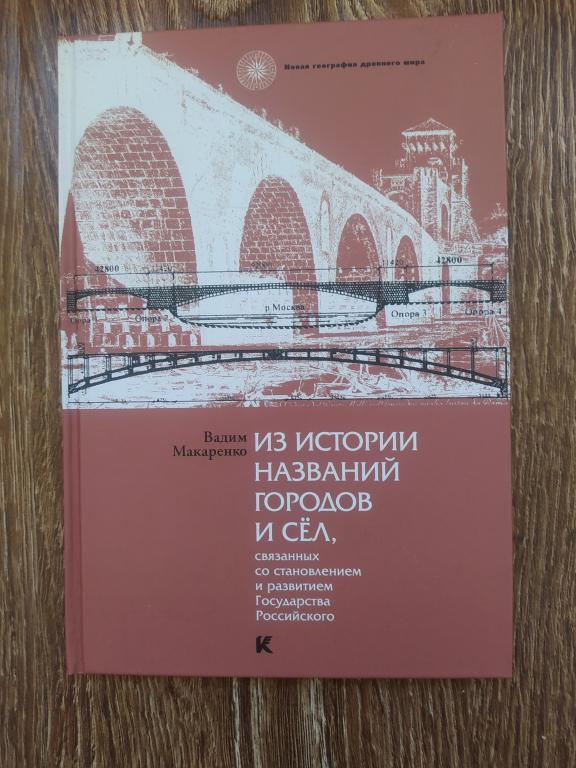 Новая география древнего мира
42800 1142 42800
р Москва
Опора 3 Опора 4
Вадим
Макаренко
ИЗ ИСТОРИИ
НАЗВАНИЙ
ГОРОДОВ
И СЁЛ,
связанных
со становлением
и развитием
Государства
Российского